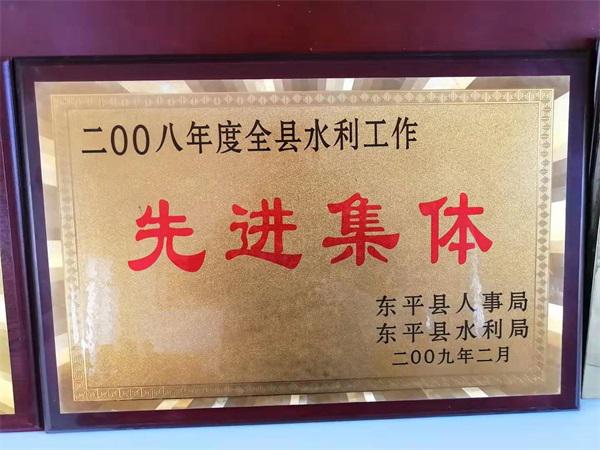 二00八年度全县水利工作
先进集体
东平县人事局
东平县水利局
二00九年二月